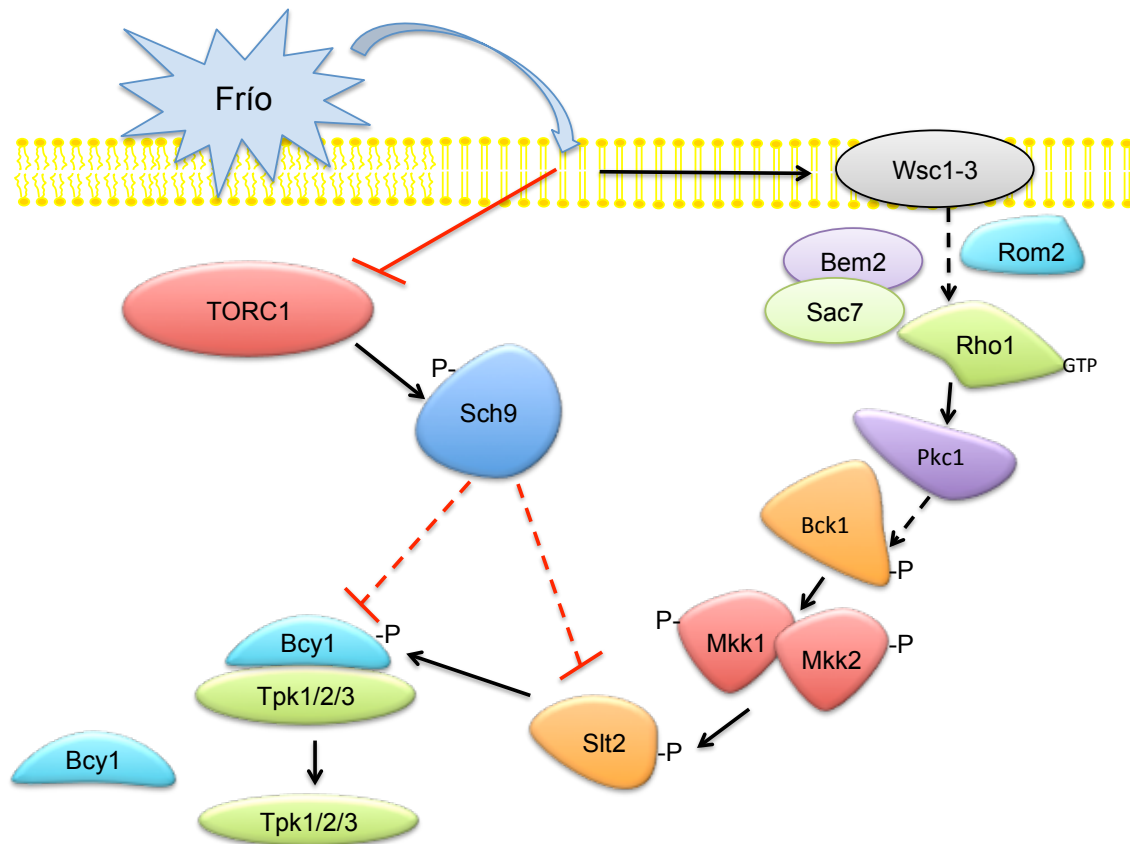 Frío
Wsc1-3
Rom2
Bem2
Sac7
TORC1
Rho1
GTP
P-
Sch9
Pkc1
Bck1
-P
P-
Mkk1
Mkk2
-P
-P
Bcy1
Tpk1/2/3
Slt2
-P
Bcy1
Tpk1/2/3